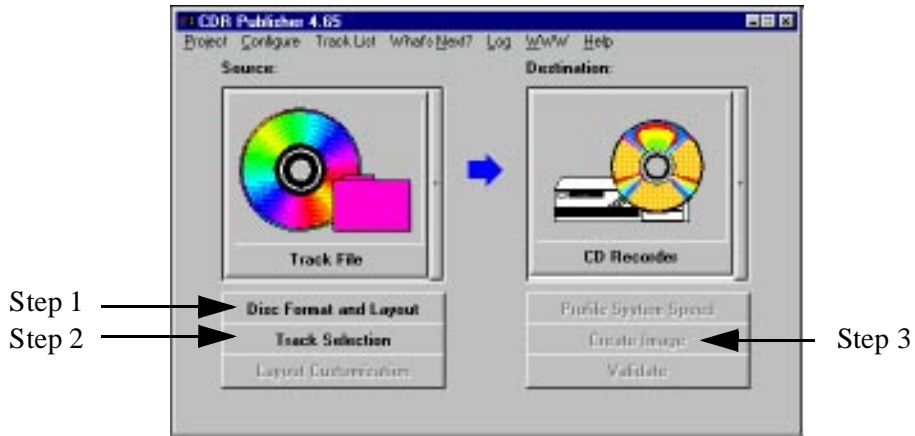 CDR Publisher 4.65
Project Configure Track List What's Next? Log WWW Help
Source:
Destination:
Track File
CD Recorder
Step 1
Disc Format and Layout
Profile System Speed
Step 2
Track Selection
Create Image
Step 3
Layout Customization
Validate